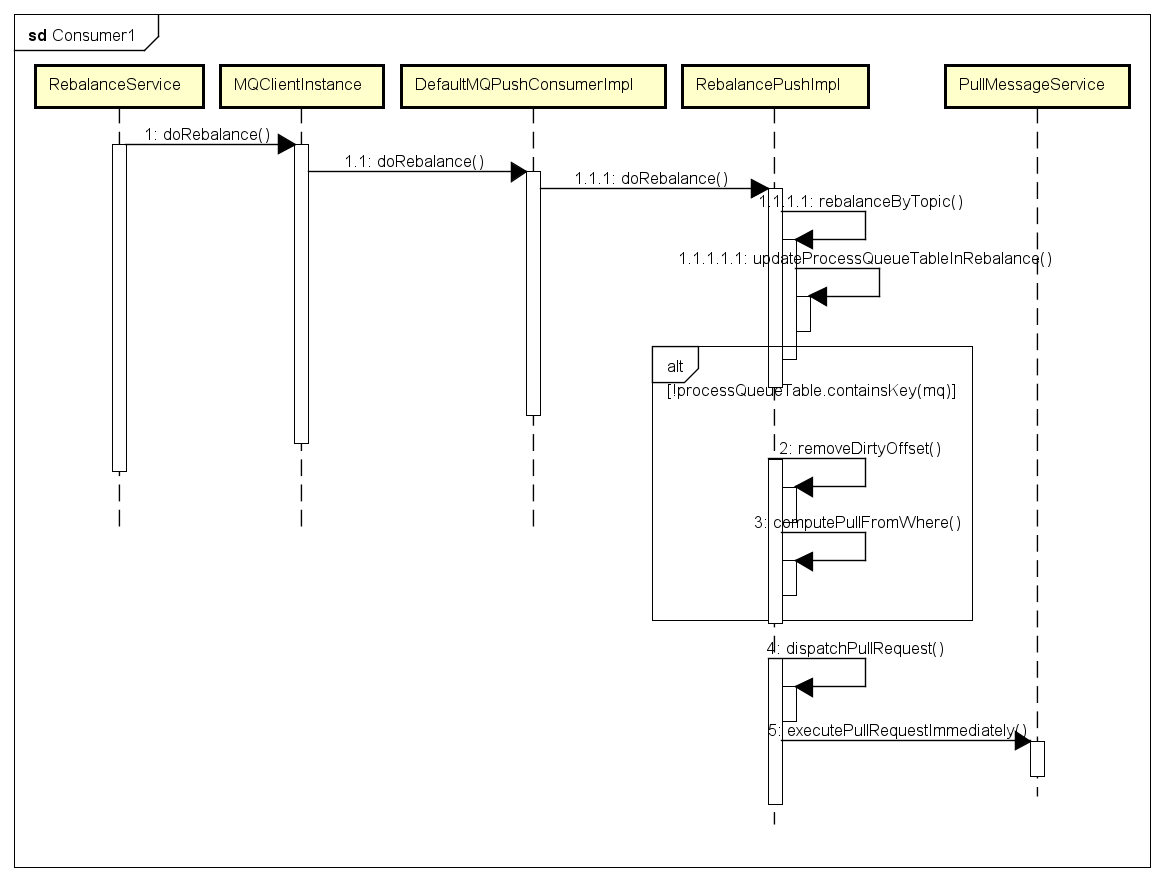 sd Consumer1
RebalanceService
MQClientInstance
DefaultMQPushConsumerImpl
RebalancePushImpl
PullMessageService
1: doRebalance()
1.1: doRebalance()
1.1.1: doRebalance()
1.1.1.1: rebalanceByTopic()
1.1.1.1.1: updateProcessQueueTableInRebalance()
alt
[!processQueueTable.containsKey(mq)]
2: removeDirtyOffset()
3: computePullFromWhere()
4: dispatchPullRequest()
5: executePullRequestImmediately()